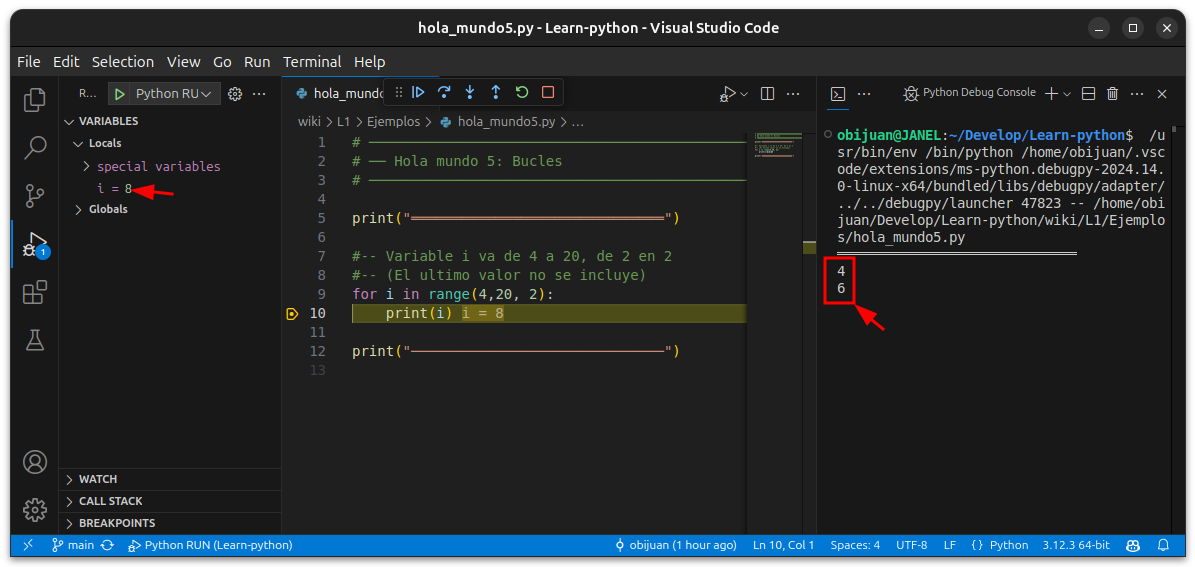 hola_mundo5.py - Learn-python - Visual Studio Code
File Edit Selection View Go Run Terminal Help
R... Python RU
hola_mundo
Python Debug Console
VARIABLES
Locals
special variables
i = 8
Globals
WATCH
CALL STACK
BREAKPOINTS
wiki > L1 > Ejemplos > hola_mundo5.py > ...
1 # ──────────────────────────────
2 # ── Hola mundo 5: Bucles
3 # ──────────────────────────────
4
5 print("══════════════════════════════")
6
7 #-- Variable i va de 4 a 20, de 2 en 2
8 #-- (El ultimo valor no se incluye)
9 for i in range(4,20, 2):
10 print(i) i = 8
11
12 print("──────────────────────────────")
13
obijuan@JANEL:~/Develop/Learn-python$ /u
sr/bin/env /bin/python /home/obijuan/.vsc
ode/extensions/ms-python.debugpy-2024.14.
0-linux-x64/bundled/libs/debugpy/adapter/
../../debugpy/launcher 47823 -- /home/obi
juan/Develop/Learn-python/wiki/L1/Ejemplo
s/hola_mundo5.py
══════════════════════════════
4
6
1
main Python RUN (Learn-python) obijuan (1 hour ago) Ln 10, Col 1 Spaces: 4 UTF-8 LF {} Python 3.12.3 64-bit